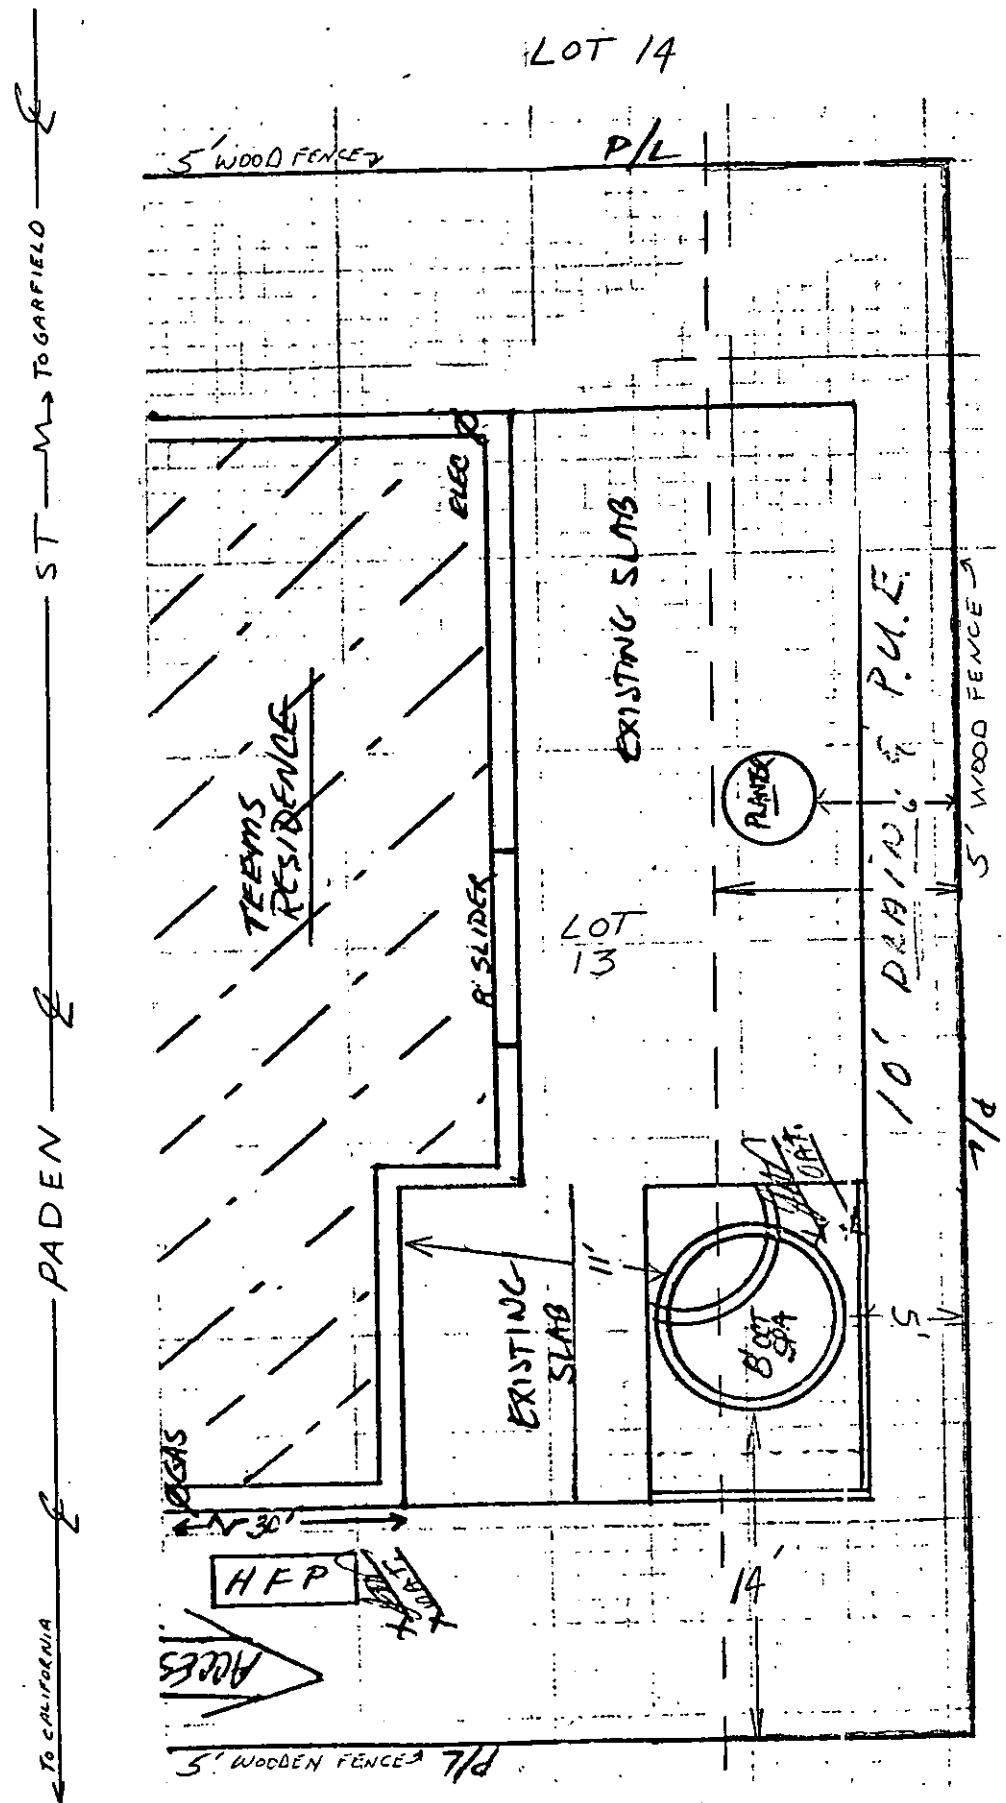 LOT 14
5' WOOD FENCE
P/L
TO GARFIELD
ST
PADEN
TO CALIFORNIA
ELEC
EXISTING SLAB
TEEMS
RESIDENCE
8' SLIDER
LOT
13
PLANTER
6'
10' DRAIN & P.U.E.
5' WOOD FENCE
P/L
11'
EXISTING
SLAB
SPA
5'
GAS
30'
HFP
14'
ACCES
5' WOODEN FENCE
P/L